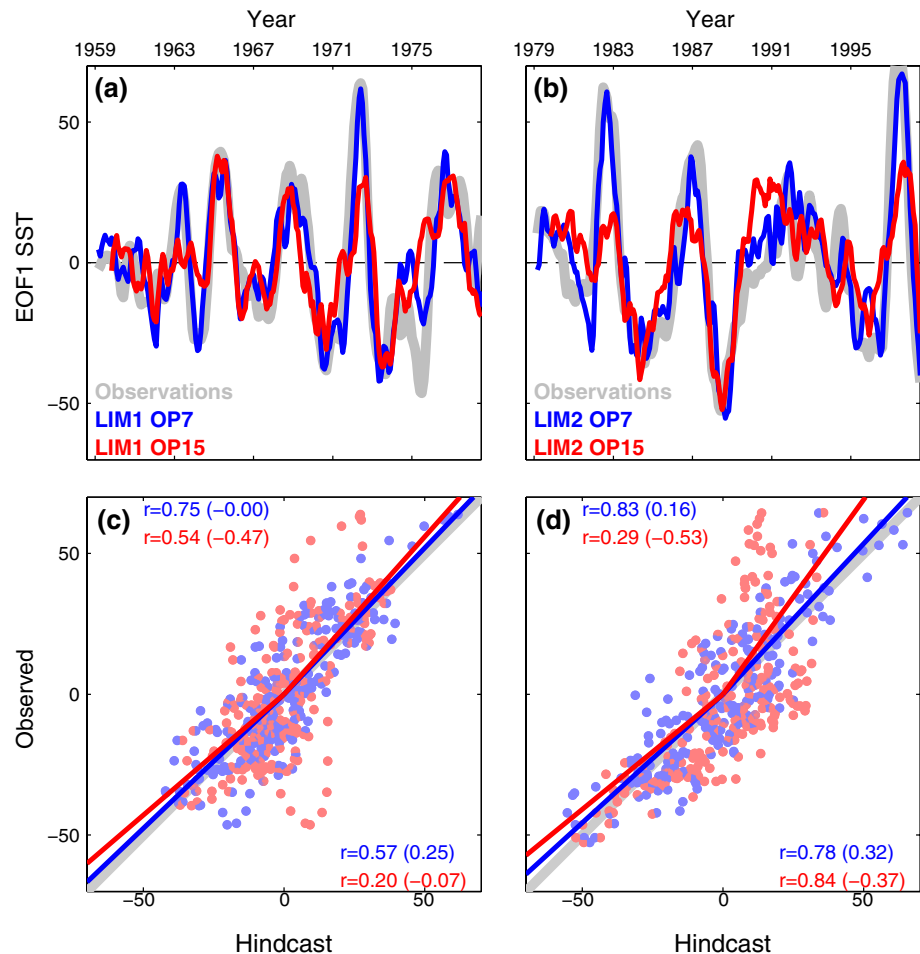 Year
Year
1959 1963 1967 1971 1975
1979 1983 1987 1991 1995
(a)
(b)
50
0
−50
EOF1 SST
Observations
LIM1 OP7
LIM1 OP15
Observations
LIM2 OP7
LIM2 OP15
(c)
r=0.75 (−0.00)
r=0.54 (−0.47)
(d)
r=0.83 (0.16)
r=0.29 (−0.53)
50
0
−50
Observed
r=0.57 (0.25)
r=0.20 (−0.07)
r=0.78 (0.32)
r=0.84 (−0.37)
−50 0 50
−50 0 50
Hindcast
Hindcast